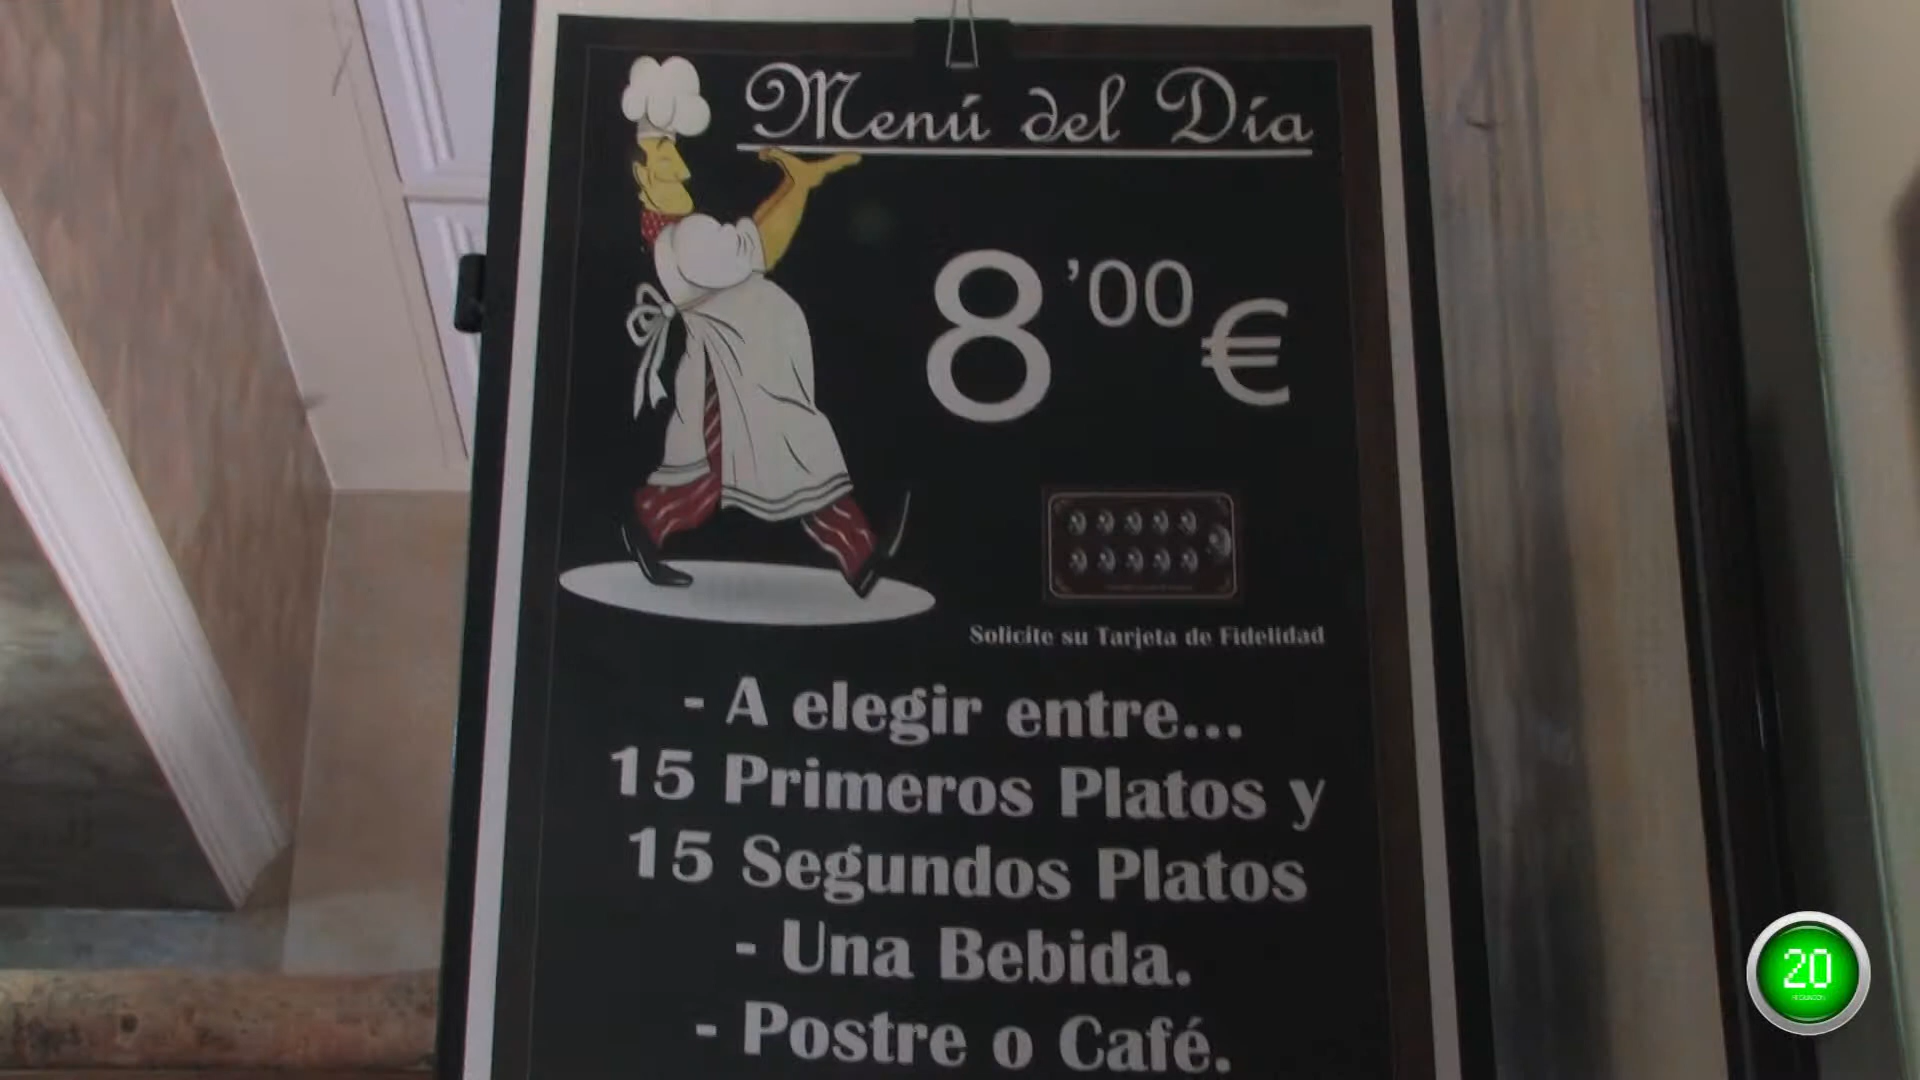 Menú del Día
8'00€
Solicite su Tarjeta de Fidelidad
- A elegir entre...
15 Primeros Platos y
15 Segundos Platos
- Una Bebida.
- Postre o Café.
20